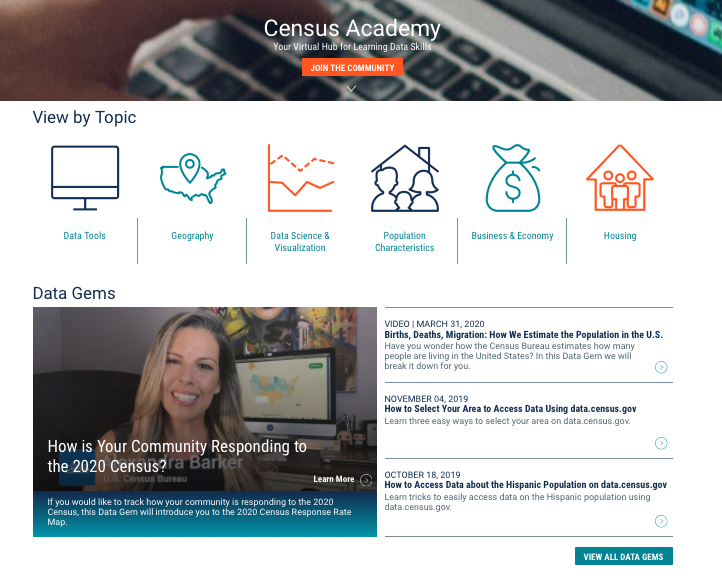 Census Academy
Your Virtual Hub for Learning Data Skills
JOIN THE COMMUNITY
View by Topic
Data Tools
Geography
Data Science &
Visualization
Population
Characteristics
Business & Economy
Housing
Data Gems
How is Your Community Responding to
the 2020 Census?
Alexandra Barker
U.S. Census Bureau
Learn More
If you would like to track how your community is responding to the 2020
Census, this Data Gem will introduce you to the 2020 Census Response Rate
Map.
VIDEO | MARCH 31, 2020
Births, Deaths, Migration: How We Estimate the Population in the U.S.
Have you wonder how the Census Bureau estimates how many
people are living in the United States? In this Data Gem we will
break it down for you.
NOVEMBER 04, 2019
How to Select Your Area to Access Data Using data.census.gov
Learn three easy ways to select your area on data.census.gov.
OCTOBER 18, 2019
How to Access Data about the Hispanic Population on data.census.gov
Learn tricks to easily access data on the Hispanic population using
data.census.gov.
VIEW ALL DATA GEMS